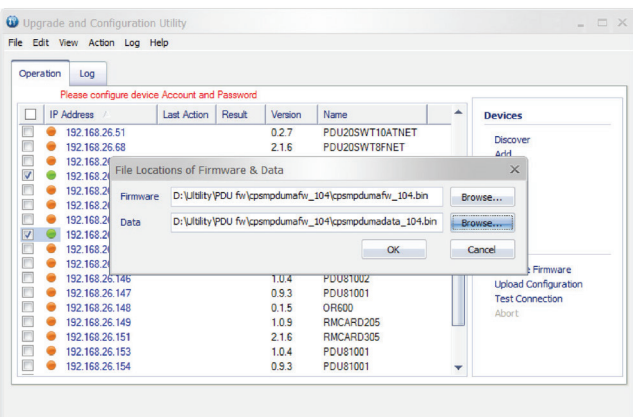 Upgrade and Configuration Utility
File Edit View Action Log Help
Operation Log
Please configure device Account and Password
IP Address Last Action Result Version Name
192.168.26.51 0.2.7 PDU20SWT10ATNET
192.168.26.68 2.1.6 PDU20SWT8FNET
Devices
Discover
Add
File Locations of Firmware & Data
Firmware D:\Ultility\PDU fw\cpsmpdumafw_104\cpsmpdumafw_104.bin Browse...
Data D:\Ultility\PDU fw\cpsmpdumafw_104\cpsmpdumadata_104.bin Browse...
OK Cancel
Firmware
192.168.26.146 1.0.4 PDU81002
Upload Configuration
192.168.26.147 0.9.3 PDU81001
Test Connection
192.168.26.148 0.1.5 OR600
Abort
192.168.26.149 1.0.9 RMCARD205
192.168.26.151 2.1.6 RMCARD305
192.168.26.153 1.0.4 PDU81001
192.168.26.154 0.9.3 PDU81001